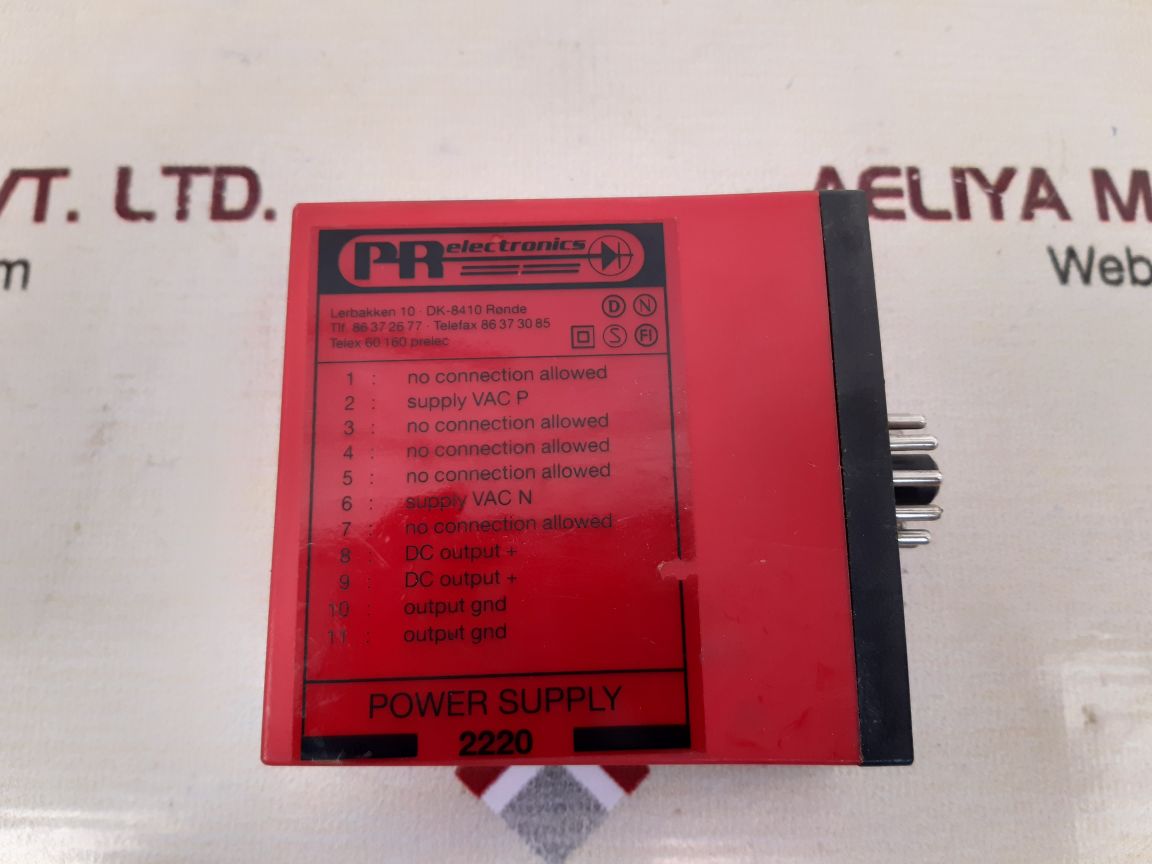 VT. LTD.
AELIYA M
m
Web
PR electronics
Lerbakken 10 · DK-8410 Rønde
Tlf. 86 37 26 77 · Telefax 86 37 30 85
Telex 60 160 prelec
D N
S FI
1 : no connection allowed
2 : supply VAC P
3 : no connection allowed
4 : no connection allowed
5 : no connection allowed
6 : supply VAC N
7 : no connection allowed
8 : DC output +
9 : DC output +
10 : output gnd
11 : output gnd
POWER SUPPLY
2220